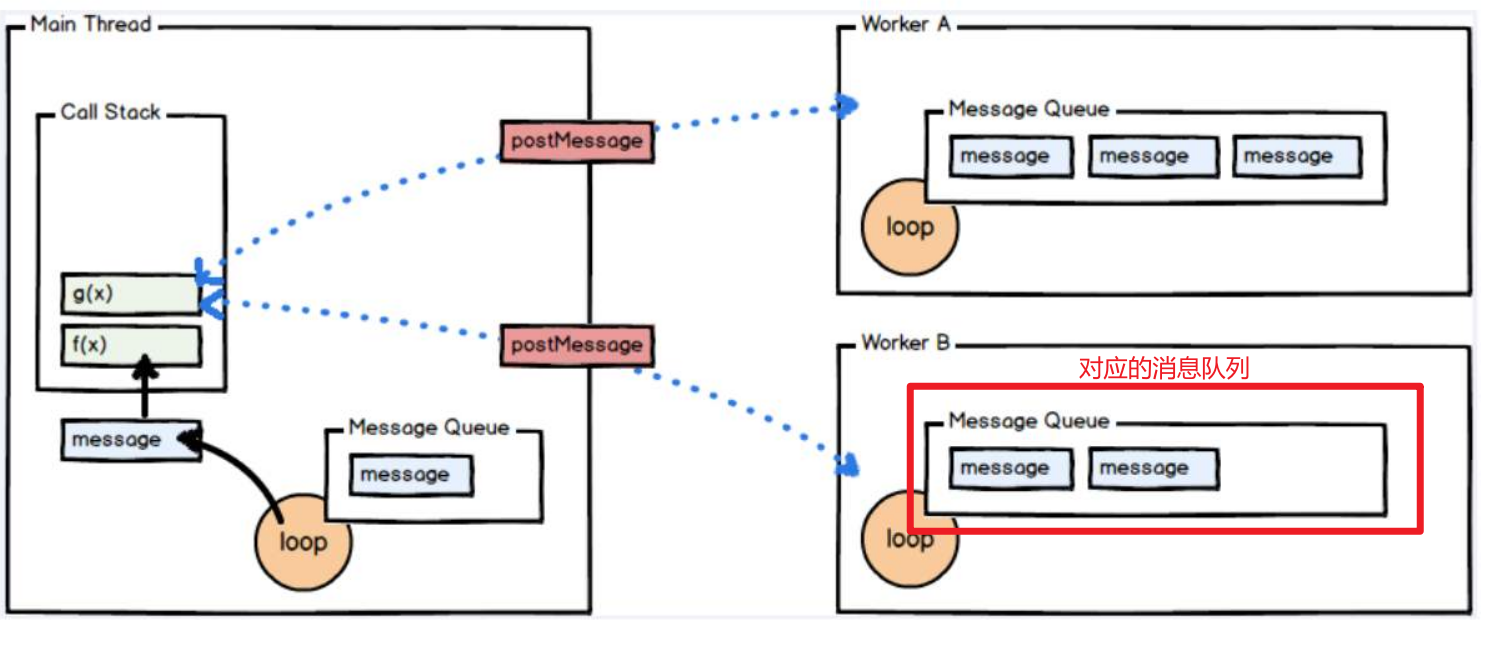 Main Thread
Call Stack
g(x)
f(x)
message
Message Queue
message
loop
postMessage
postMessage
Worker A
Message Queue
message message message
loop
Worker B
对应的消息队列
Message Queue
message message
loop